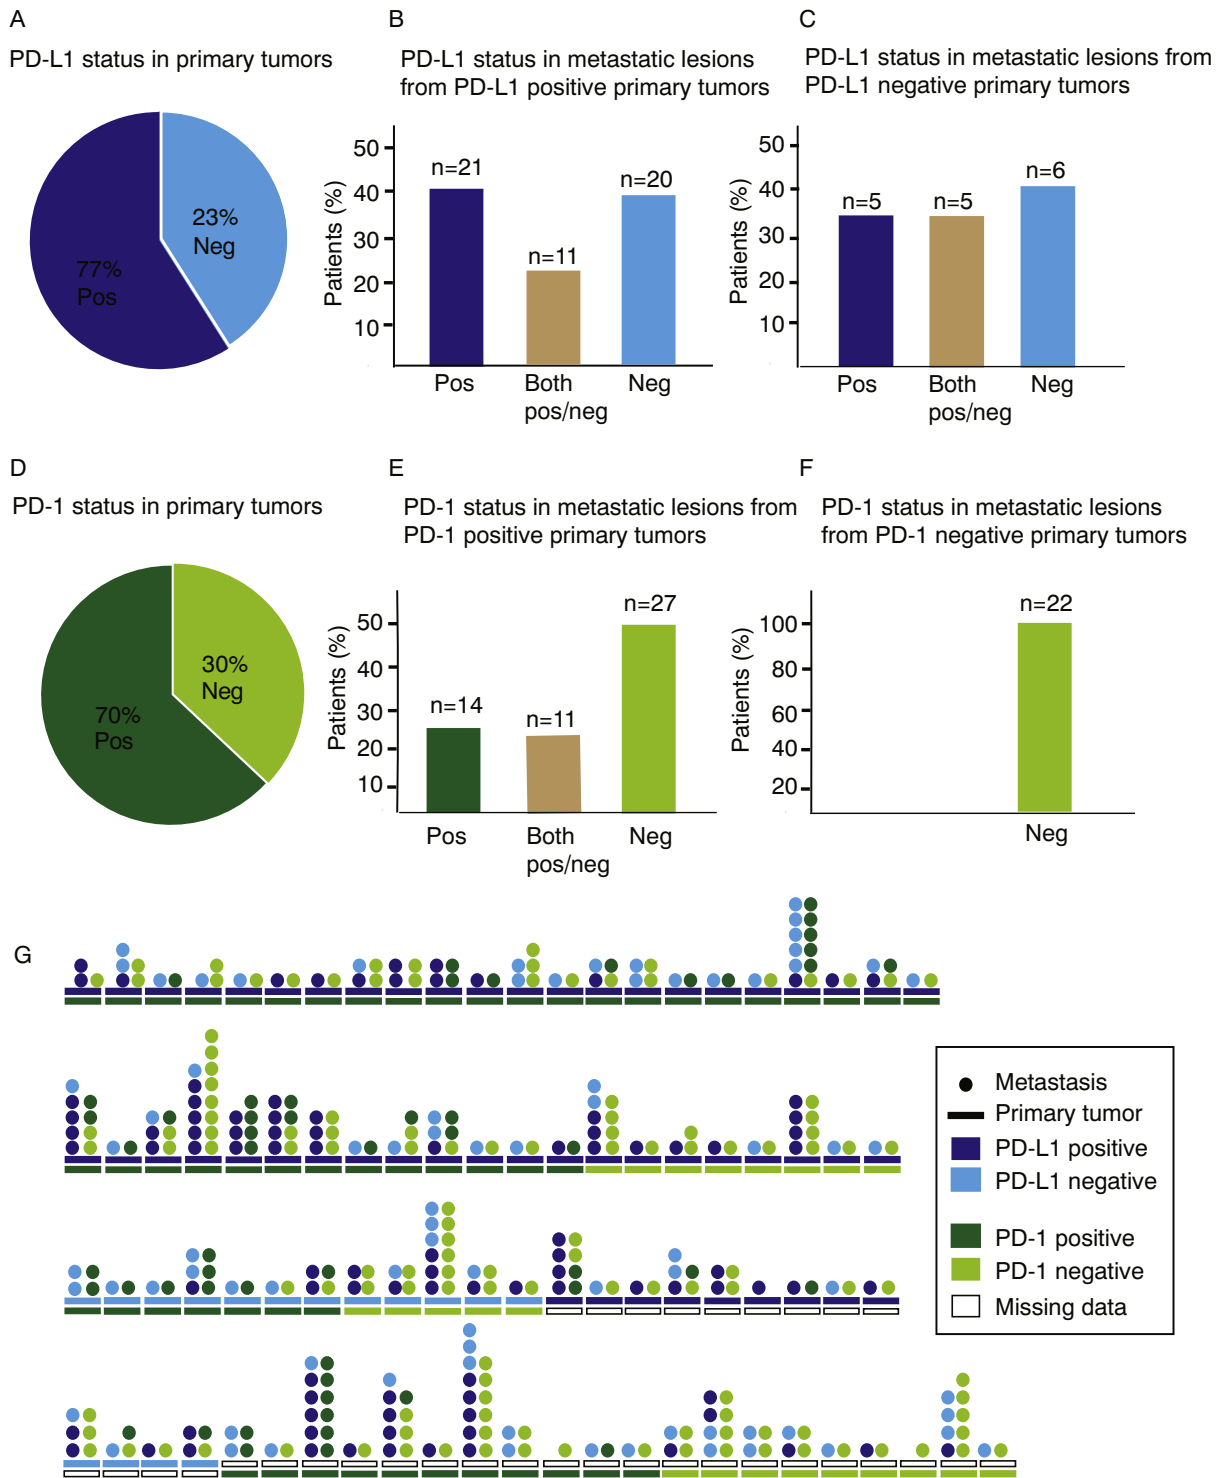 A
PD-L1 status in primary tumors
23%
Neg
77%
Pos
B
PD-L1 status in metastatic lesions
from PD-L1 positive primary tumors
Patients (%)
50
40
30
20
10
n=21
n=11
n=20
Pos
Both
pos/neg
Neg
C
PD-L1 status in metastatic lesions from
PD-L1 negative primary tumors
Patients (%)
50
40
30
20
10
n=5
n=5
n=6
Pos
Both
pos/neg
Neg
D
PD-1 status in primary tumors
30%
Neg
70%
Pos
E
PD-1 status in metastatic lesions from
PD-1 positive primary tumors
Patients (%)
50
40
30
20
10
n=14
n=11
n=27
Pos
Both
pos/neg
Neg
F
PD-1 status in metastatic lesions
from PD-1 negative primary tumors
Patients (%)
100
80
60
40
20
n=22
Neg
G
Metastasis
Primary tumor
PD-L1 positive
PD-L1 negative
PD-1 positive
PD-1 negative
Missing data